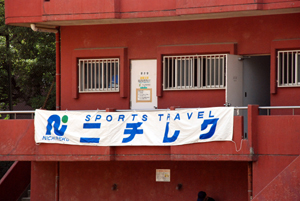 SPORTS TRAVEL
ニチレク
NICHIREKU